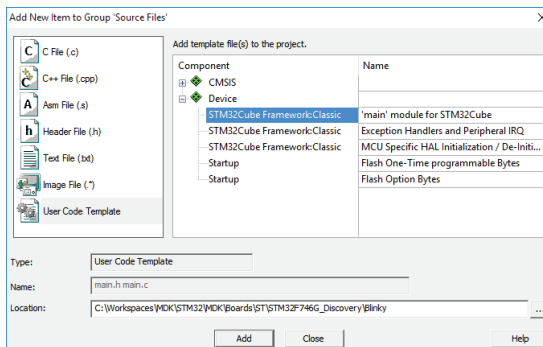 Add New Item to Group 'Source Files'
C File (.c)
C++ File (.cpp)
Asm File (.s)
Header File (.h)
Text File (.txt)
Image File (.*)
User Code Template
Add template file(s) to the project.
Component Name
CMSIS
Device
STM32Cube Framework:Classic 'main' module for STM32Cube
STM32Cube Framework:Classic Exception Handlers and Peripheral IRQ
STM32Cube Framework:Classic MCU Specific HAL Initialization / De-Initi...
Startup Flash One-Time programmable Bytes
Startup Flash Option Bytes
Type: User Code Template
Name: main.h main.c
Location: C:\Workspaces\MDK\STM32\MDK\Boards\ST\STM32F746G_Discovery\Blinky ...
Add Close Help